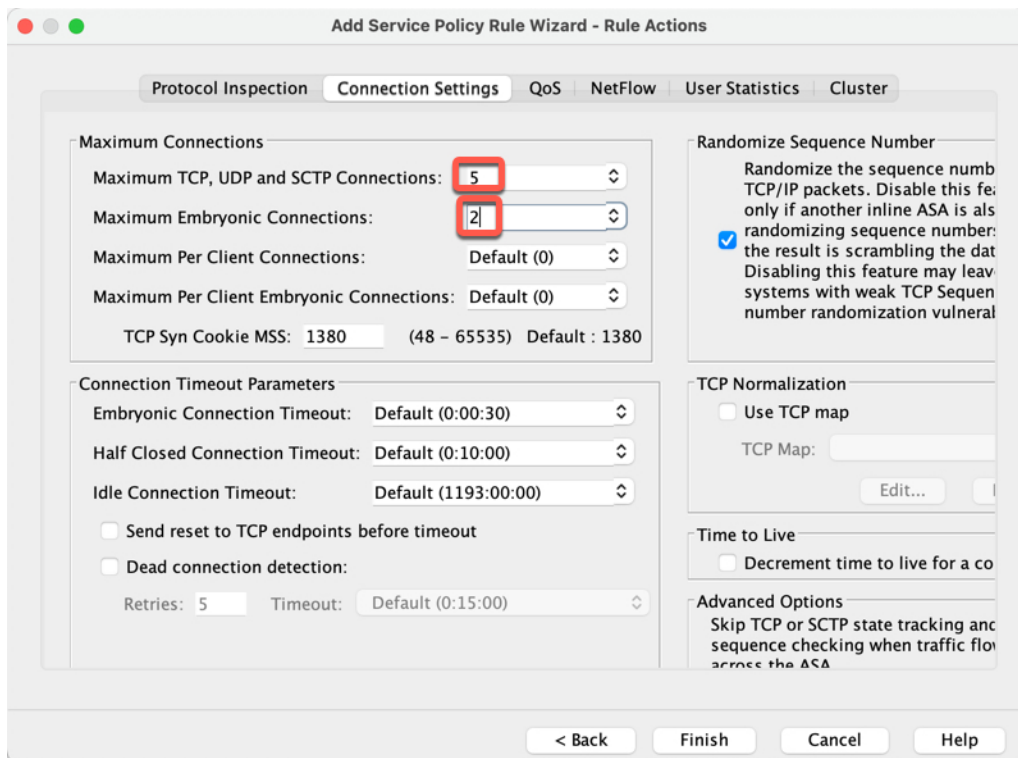 Add Service Policy Rule Wizard - Rule Actions
Protocol Inspection Connection Settings QoS NetFlow User Statistics Cluster
Maximum Connections
Maximum TCP, UDP and SCTP Connections: 5
Maximum Embryonic Connections: 2
Maximum Per Client Connections: Default (0)
Maximum Per Client Embryonic Connections: Default (0)
TCP Syn Cookie MSS: 1380 (48 – 65535) Default : 1380
Randomize Sequence Number
Randomize the sequence numb
TCP/IP packets. Disable this fea
only if another inline ASA is als
randomizing sequence numbers
the result is scrambling the dat
Disabling this feature may leav
systems with weak TCP Sequen
number randomization vulneral
Connection Timeout Parameters
Embryonic Connection Timeout: Default (0:00:30)
Half Closed Connection Timeout: Default (0:10:00)
Idle Connection Timeout: Default (1193:00:00)
Send reset to TCP endpoints before timeout
Dead connection detection:
Retries: 5 Timeout: Default (0:15:00)
TCP Normalization
Use TCP map
TCP Map:
Edit...
Time to Live
Decrement time to live for a co
Advanced Options
Skip TCP or SCTP state tracking and
sequence checking when traffic flov
across the ASA
< Back Finish Cancel Help